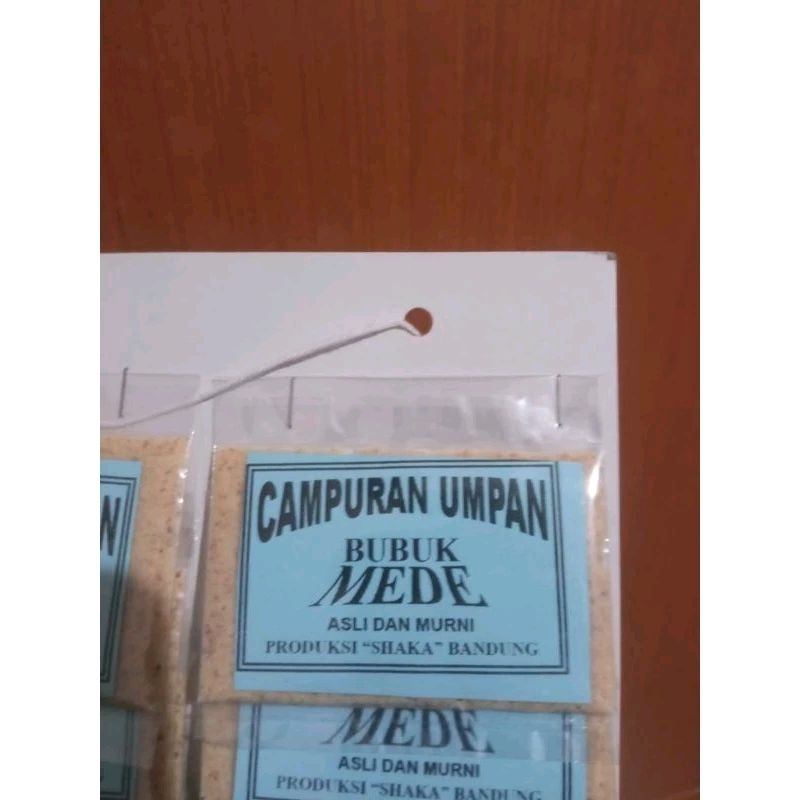 CAMPURAN UMPAN
BUBUK
MEDE
ASLI DAN MURNI
PRODUKSI “SHAKA” BANDUNG
N
MEDE
ASLI DAN MURNI
PRODUKSI “SHAKA” BANDUNG